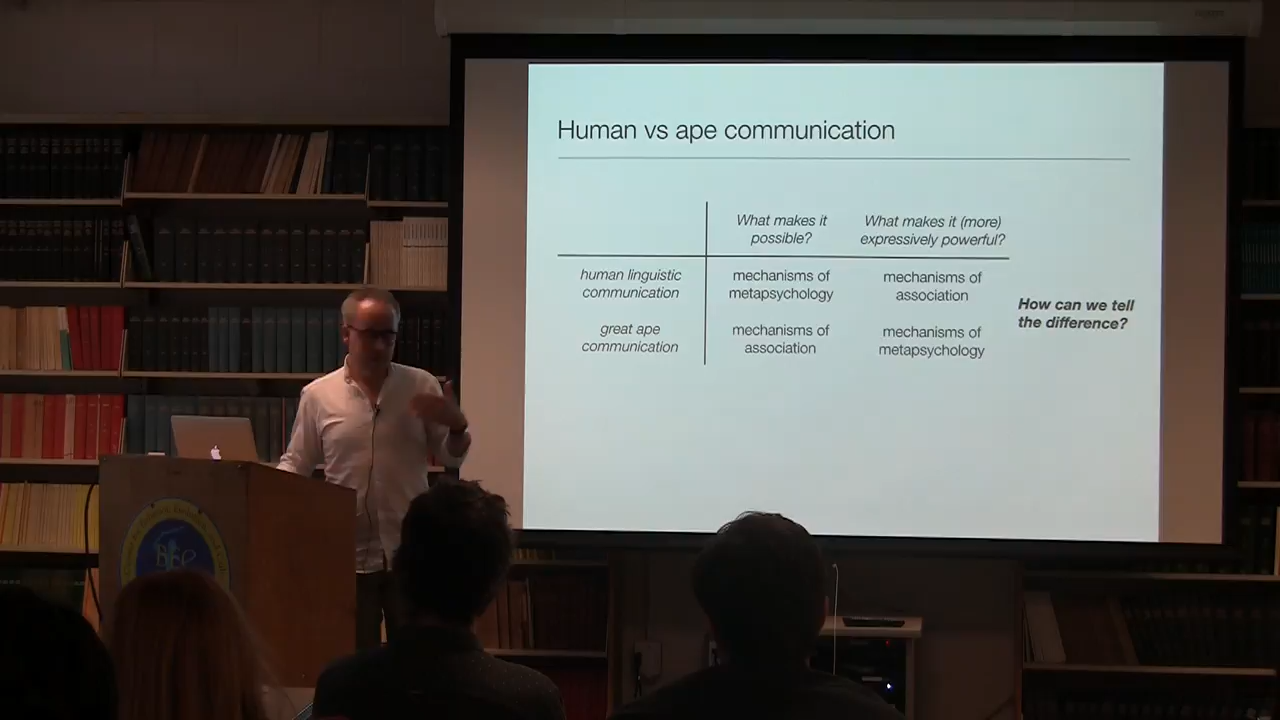 Human vs ape communication
What makes it
possible?
What makes it (more)
expressively powerful?
human linguistic
communication
mechanisms of
metapsychology
mechanisms of
association
How can we tell
the difference?
great ape
communication
mechanisms of
association
mechanisms of
metapsychology